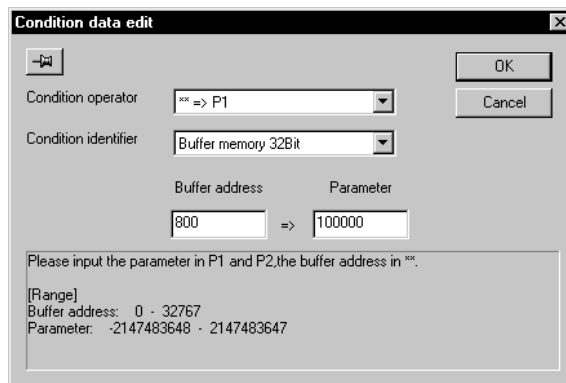 Condition data edit
OK
Condition operator
** => P1
Cancel
Condition identifier
Buffer memory 32Bit
Buffer address Parameter
800 => 100000
Please input the parameter in P1 and P2,the buffer address in **.
[Range]
Buffer address: 0 - 32767
Parameter: -2147483648 - 2147483647